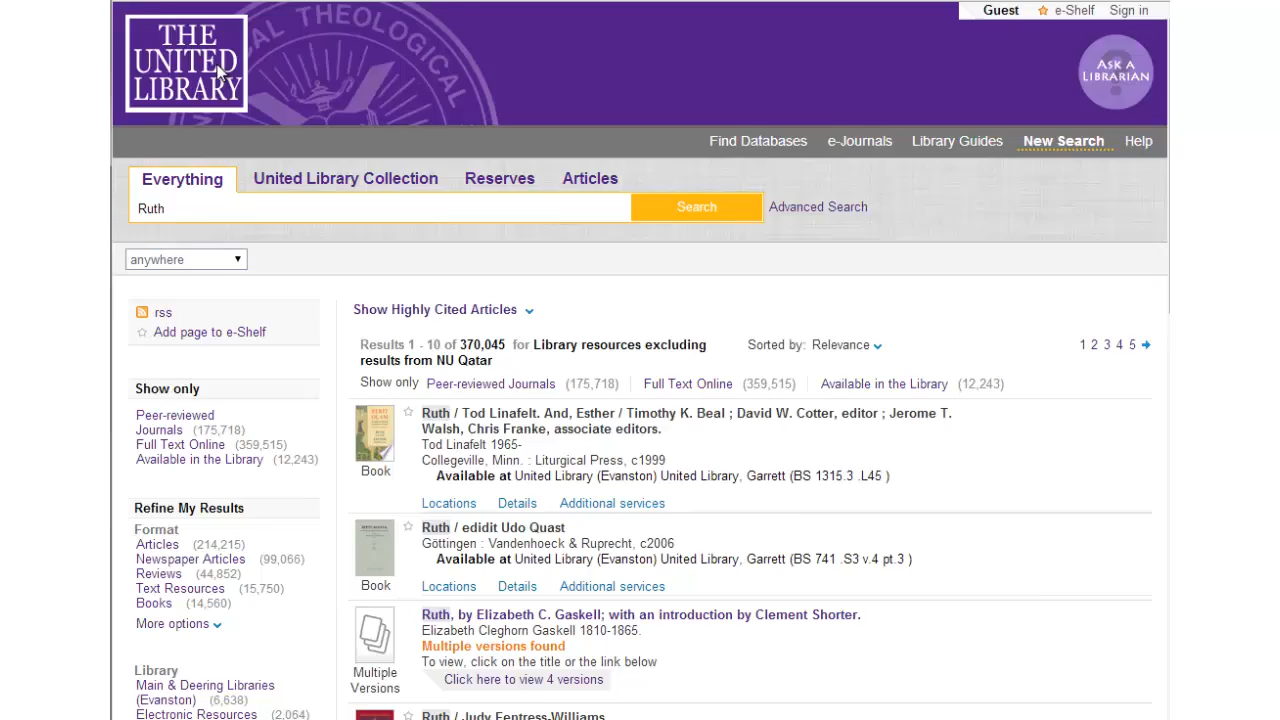 Guest e-Shelf Sign in
THE
UNITED
LIBRARY
THEOLOGICAL
ASK A
LIBRARIAN
Find Databases e-Journals Library Guides New Search Help
Everything United Library Collection Reserves Articles
Ruth Search Advanced Search
anywhere
rss
Add page to e-Shelf
Show only
Peer-reviewed
Journals (175,718)
Full Text Online (359,515)
Available in the Library (12,243)
Refine My Results
Format
Articles (214,215)
Newspaper Articles (99,066)
Reviews (44,852)
Text Resources (15,750)
Books (14,560)
More options
Library
Main & Deering Libraries
(Evanston) (6,638)
Electronic Resources (2,064)
Show Highly Cited Articles
Results 1 - 10 of 370,045 for Library resources excluding
results from NU Qatar
Sorted by: Relevance
1 2 3 4 5
Show only Peer-reviewed Journals (175,718) Full Text Online (359,515) Available in the Library (12,243)
Ruth / Tod Linafelt. And, Esther / Timothy K. Beal ; David W. Cotter, editor ; Jerome T.
Walsh, Chris Franke, associate editors.
Tod Linafelt 1965-
Collegeville, Minn. : Liturgical Press, c1999
Available at United Library (Evanston) United Library, Garrett (BS 1315.3 .L45 )
Book
Locations Details Additional services
Ruth / edidit Udo Quast
Göttingen : Vandenhoeck & Ruprecht, c2006
Available at United Library (Evanston) United Library, Garrett (BS 741 .S3 v.4 pt.3 )
Book
Locations Details Additional services
Ruth, by Elizabeth C. Gaskell; with an introduction by Clement Shorter.
Elizabeth Cleghorn Gaskell 1810-1865.
Multiple versions found
To view, click on the title or the link below
Click here to view 4 versions
Multiple
Versions
Ruth / Judy Fentress-Williams